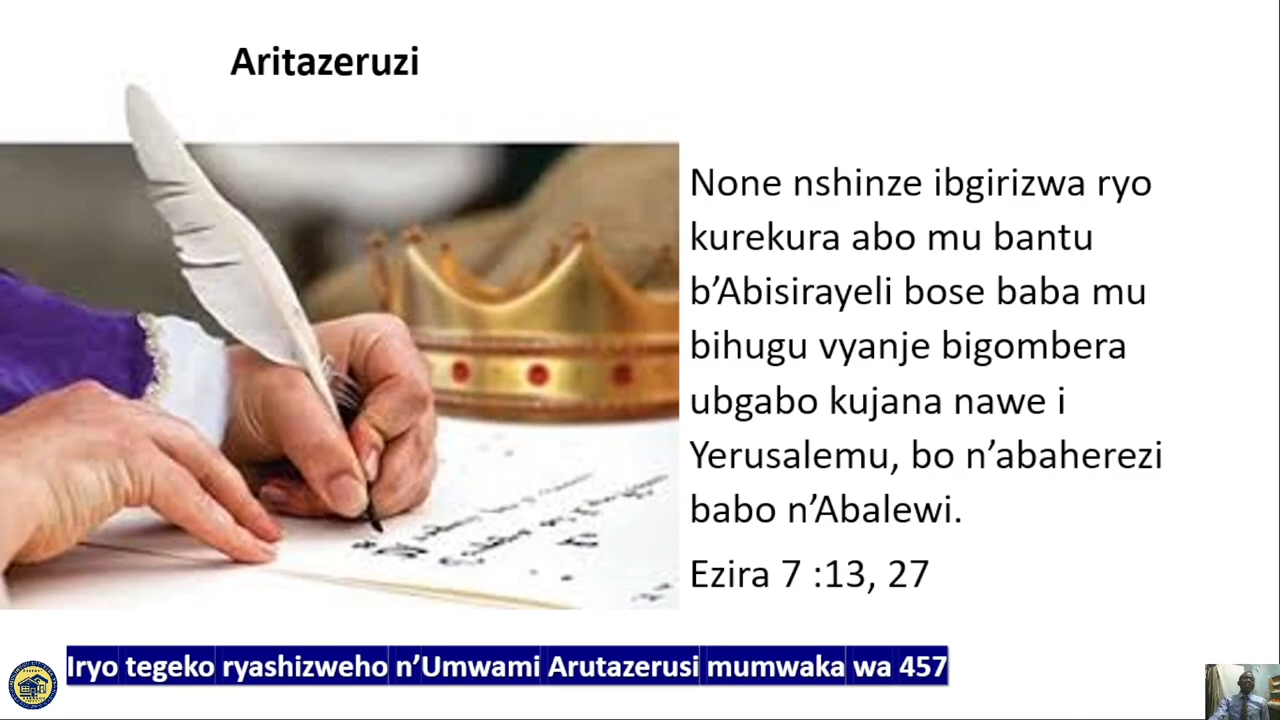 Aritazeruzi
None nshinze ibgirizwa ryo
kurekura abo mu bantu
b’Abisirayeli bose baba mu
bihugu vyanje bigombera
ubgabo kujana nawe i
Yerusalemu, bo n’abaherezi
babo n’Abalewi.
Ezira 7 :13, 27
Iryo tegeko ryashizweho n’Umwami Arutazerusi mumwaka wa 457